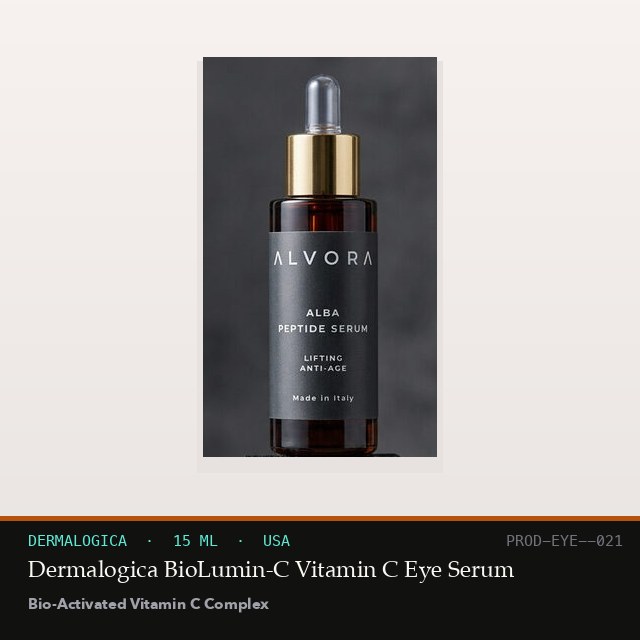 ALVORA
ALBA
PEPTIDE SERUM
LIFTING
ANTI-AGE
Made in Italy
DERMALOGICA · 15 ML · USA
PROD-EYE--021
Dermalogica BioLumin-C Vitamin C Eye Serum
Bio-Activated Vitamin C Complex